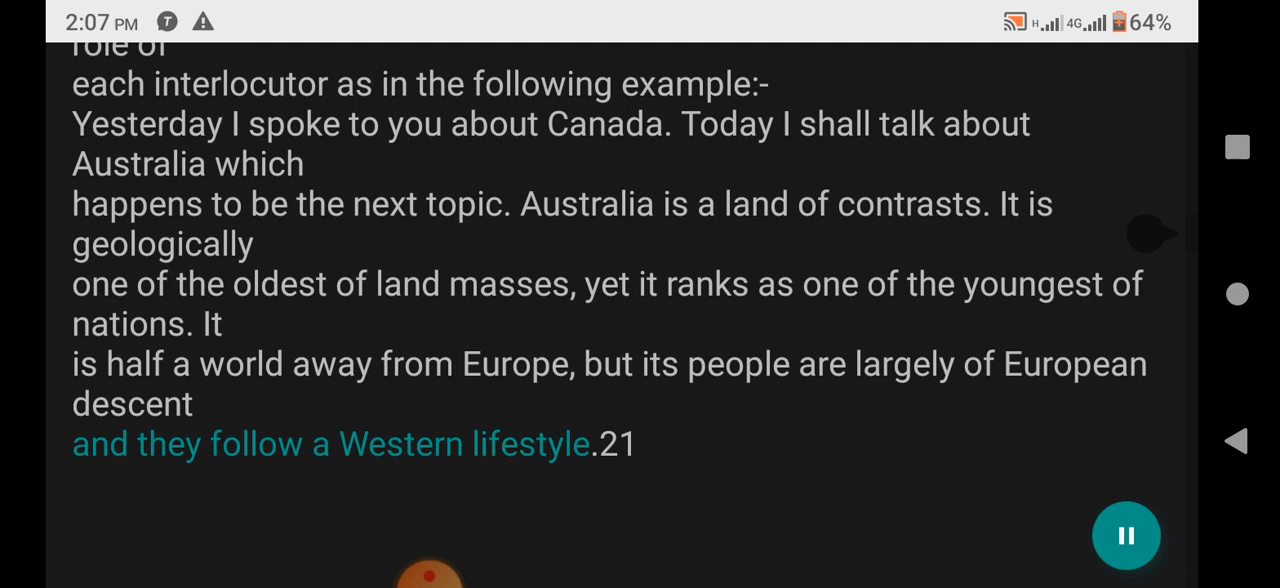 2:07 PM
H 4G 64%
role of
each interlocutor as in the following example:-
Yesterday I spoke to you about Canada. Today I shall talk about
Australia which
happens to be the next topic. Australia is a land of contrasts. It is
geologically
one of the oldest of land masses, yet it ranks as one of the youngest of
nations. It
is half a world away from Europe, but its people are largely of European
descent
and they follow a Western lifestyle.21